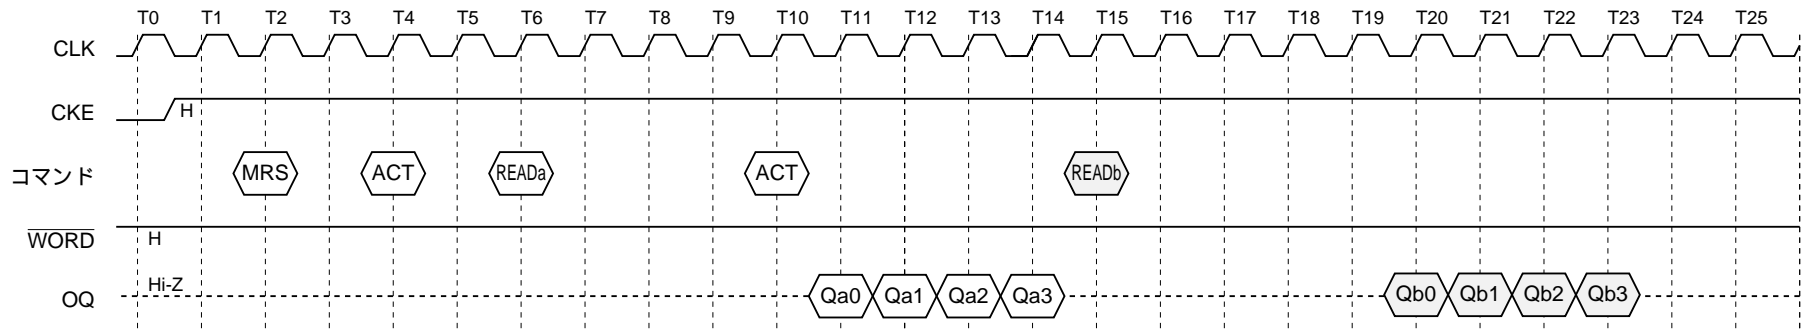 T0 T1 T2 T3 T4 T5 T6 T7 T8 T9 T10 T11 T12 T13 T14 T15 T16 T17 T18 T19 T20 T21 T22 T23 T24 T25
CLK
CKE H
コマンド MRS ACT READa ACT READb
WORD H
OQ Hi-Z Qa0 Qa1 Qa2 Qa3 Qb0 Qb1 Qb2 Qb3